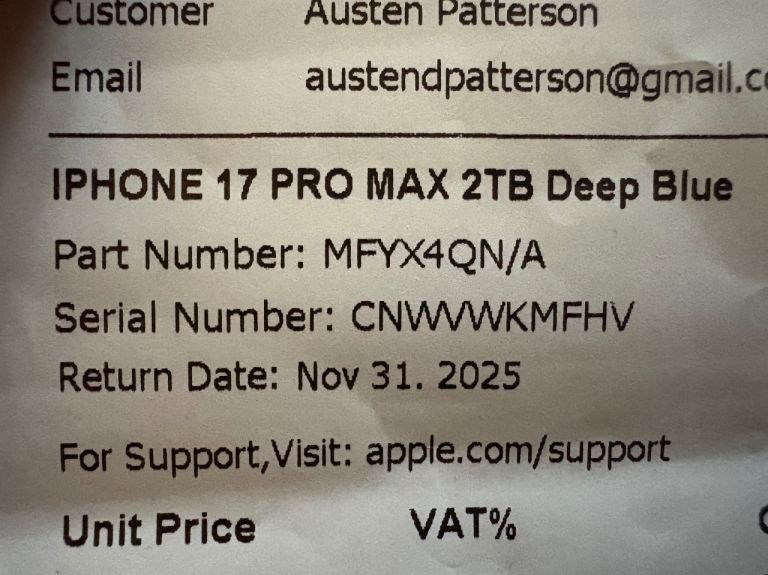 Customer Austen Patterson
Email austendpatterson@gmail.c
IPHONE 17 PRO MAX 2TB Deep Blue
Part Number: MFYX4QN/A
Serial Number: CNWVWKMFHV
Return Date: Nov 31. 2025
For Support,Visit: apple.com/support
Unit Price VAT%